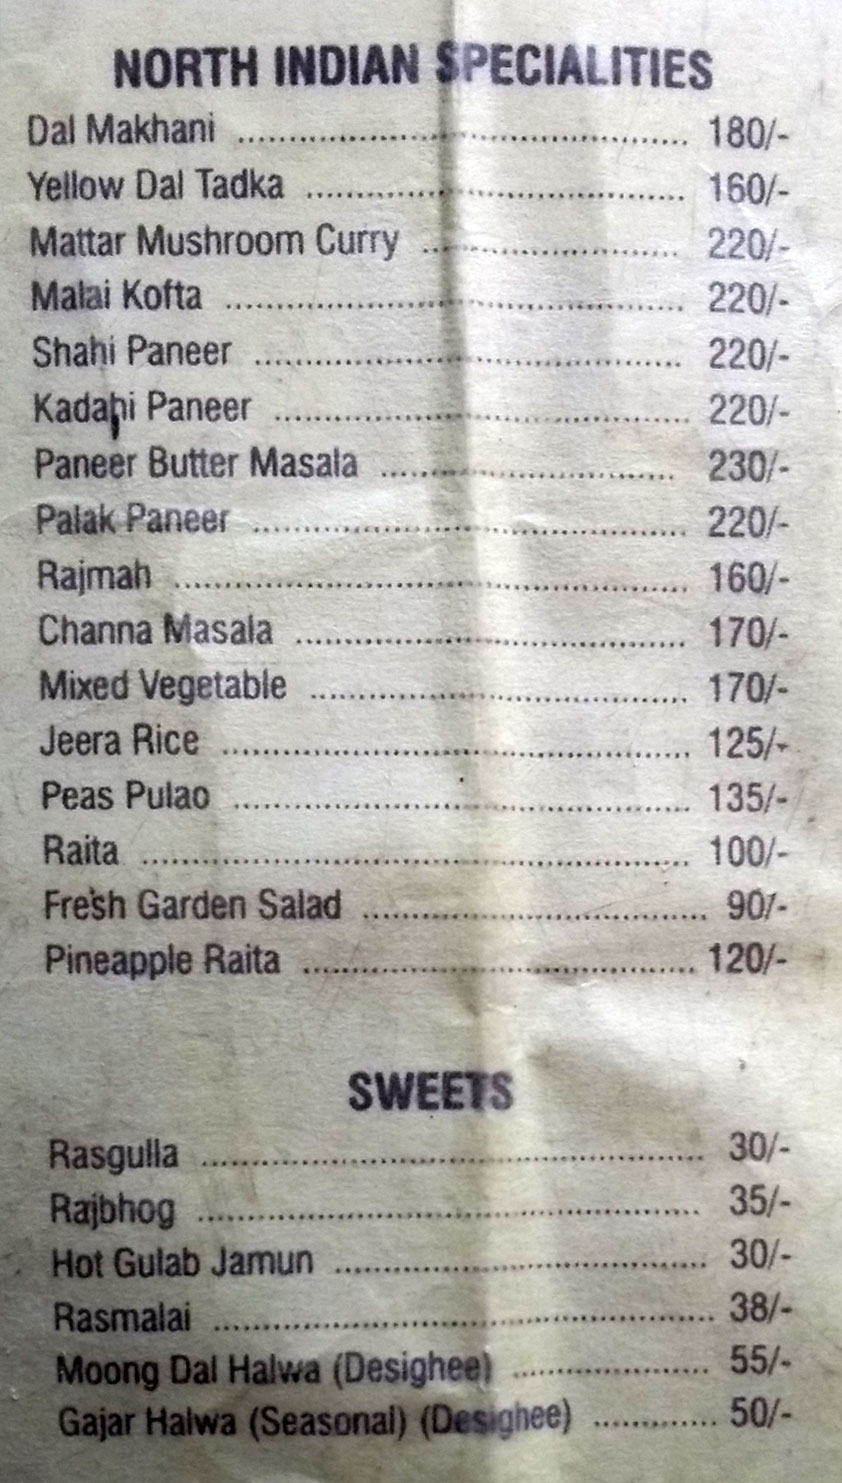 NORTH INDIAN SPECIALITIES
Dal Makhani ........................................ 180/-
Yellow Dal Tadka ........................................ 160/-
Mattar Mushroom Curry ........................................ 220/-
Malai Kofta ........................................ 220/-
Shahi Paneer ........................................ 220/-
Kadahi Paneer ........................................ 220/-
Paneer Butter Masala ........................................ 230/-
Palak Paneer ........................................ 220/-
Rajmah ........................................ 160/-
Channa Masala ........................................ 170/-
Mixed Vegetable ........................................ 170/-
Jeera Rice ........................................ 125/-
Peas Pulao ........................................ 135/-
Raita ........................................ 100/-
Fresh Garden Salad ........................................ 90/-
Pineapple Raita ........................................ 120/-
SWEETS
Rasgulla ........................................ 30/-
Rajbhog ........................................ 35/-
Hot Gulab Jamun ........................................ 30/-
Rasmalai ........................................ 38/-
Moong Dal Halwa (Desighee) .................... 55/-
Gajar Halwa (Seasonal) (Desighee) ............. 50/-